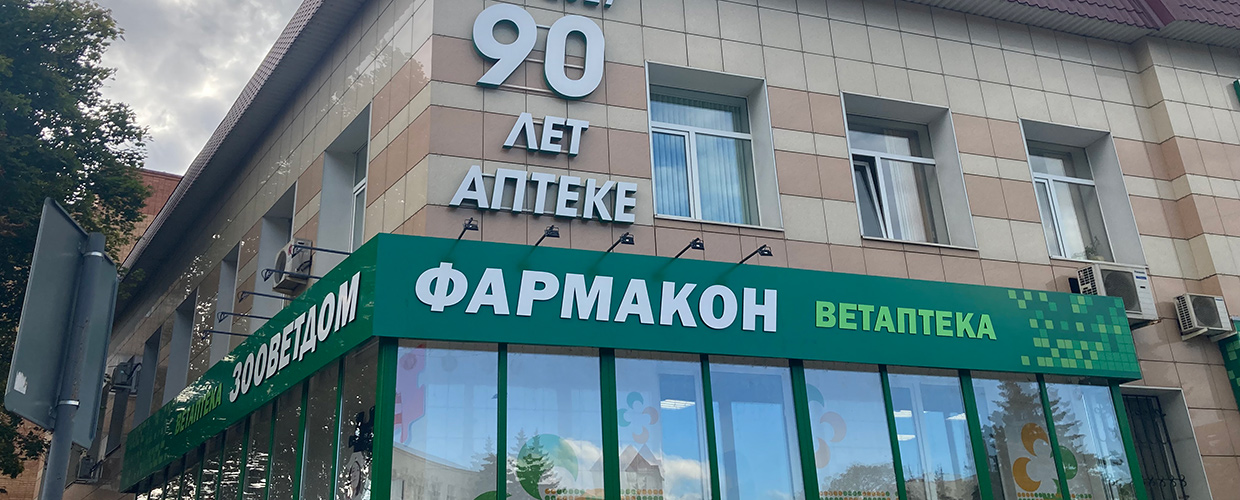 90
ЛЕТ
АПТЕКЕ
ФАРМАКОН ВЕТАПТЕКА
ВЕТАПТЕКА ЗООВЕТДОМ